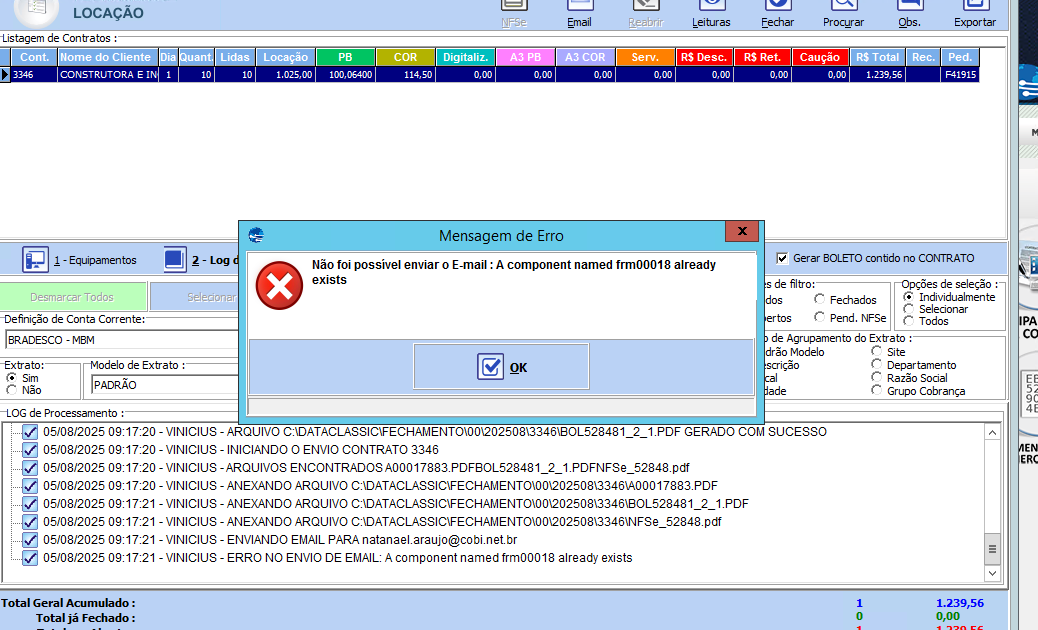 LOCAÇÃO
NFSe Email Reabrir Leituras Fechar Procurar Obs. Exportar
Listagem de Contratos :
Cont. Nome do Cliente Dia Quant. Lidas Locação PB COR Digitaliz. A3 PB A3 COR Serv. R$ Desc. R$ Ret. Caução R$ Total Rec. Ped.
3346 CONSTRUTORA E IN 1 10 10 1.025,00 100,06400 114,50 0,00 0,00 0,00 0,00 0,00 0,00 0,00 1.239,56 F41915
Mensagem de Erro
X
Não foi possível enviar o E-mail : A component named frm00018 already
exists
OK
1 - Equipamentos
2 - Log d
Gerar BOLETO contido no CONTRATO
Desmarcar Todos
Selecionar
es de filtro:
dos
Fechados
ertos
Pend. NFSe
Opções de seleção :
Individualmente
Selecionar
Todos
Definição de Conta Corrente:
BRADESCO - MBM
Extrato:
Sim
Não
Modelo de Extrato :
PADRÃO
o de Agrupamento do Extrato :
drão Modelo
Site
scrição
Departamento
cal
Razão Social
dade
Grupo Cobrança
LOG de Processamento :
05/08/2025 09:17:20 - VINICIUS - ARQUIVO C:\DATACLASSIC\FECHAMENTO\00\202508\3346\BOL528481_2_1.PDF GERADO COM SUCESSO
05/08/2025 09:17:20 - VINICIUS - INICIANDO O ENVIO CONTRATO 3346
05/08/2025 09:17:20 - VINICIUS - ARQUIVOS ENCONTRADOS A00017883.PDFBOL528481_2_1.PDFNFSe_52848.pdf
05/08/2025 09:17:21 - VINICIUS - ANEXANDO ARQUIVO C:\DATACLASSIC\FECHAMENTO\00\202508\3346\A00017883.PDF
05/08/2025 09:17:21 - VINICIUS - ANEXANDO ARQUIVO C:\DATACLASSIC\FECHAMENTO\00\202508\3346\BOL528481_2_1.PDF
05/08/2025 09:17:21 - VINICIUS - ANEXANDO ARQUIVO C:\DATACLASSIC\FECHAMENTO\00\202508\3346\NFSe_52848.pdf
05/08/2025 09:17:21 - VINICIUS - ENVIANDO EMAIL PARA natanael.araujo@cobi.net.br
05/08/2025 09:17:21 - VINICIUS - ERRO NO ENVIO DE EMAIL: A component named frm00018 already exists
Total Geral Acumulado : 1 1.239,56
Total já Fechado : 0 0,00